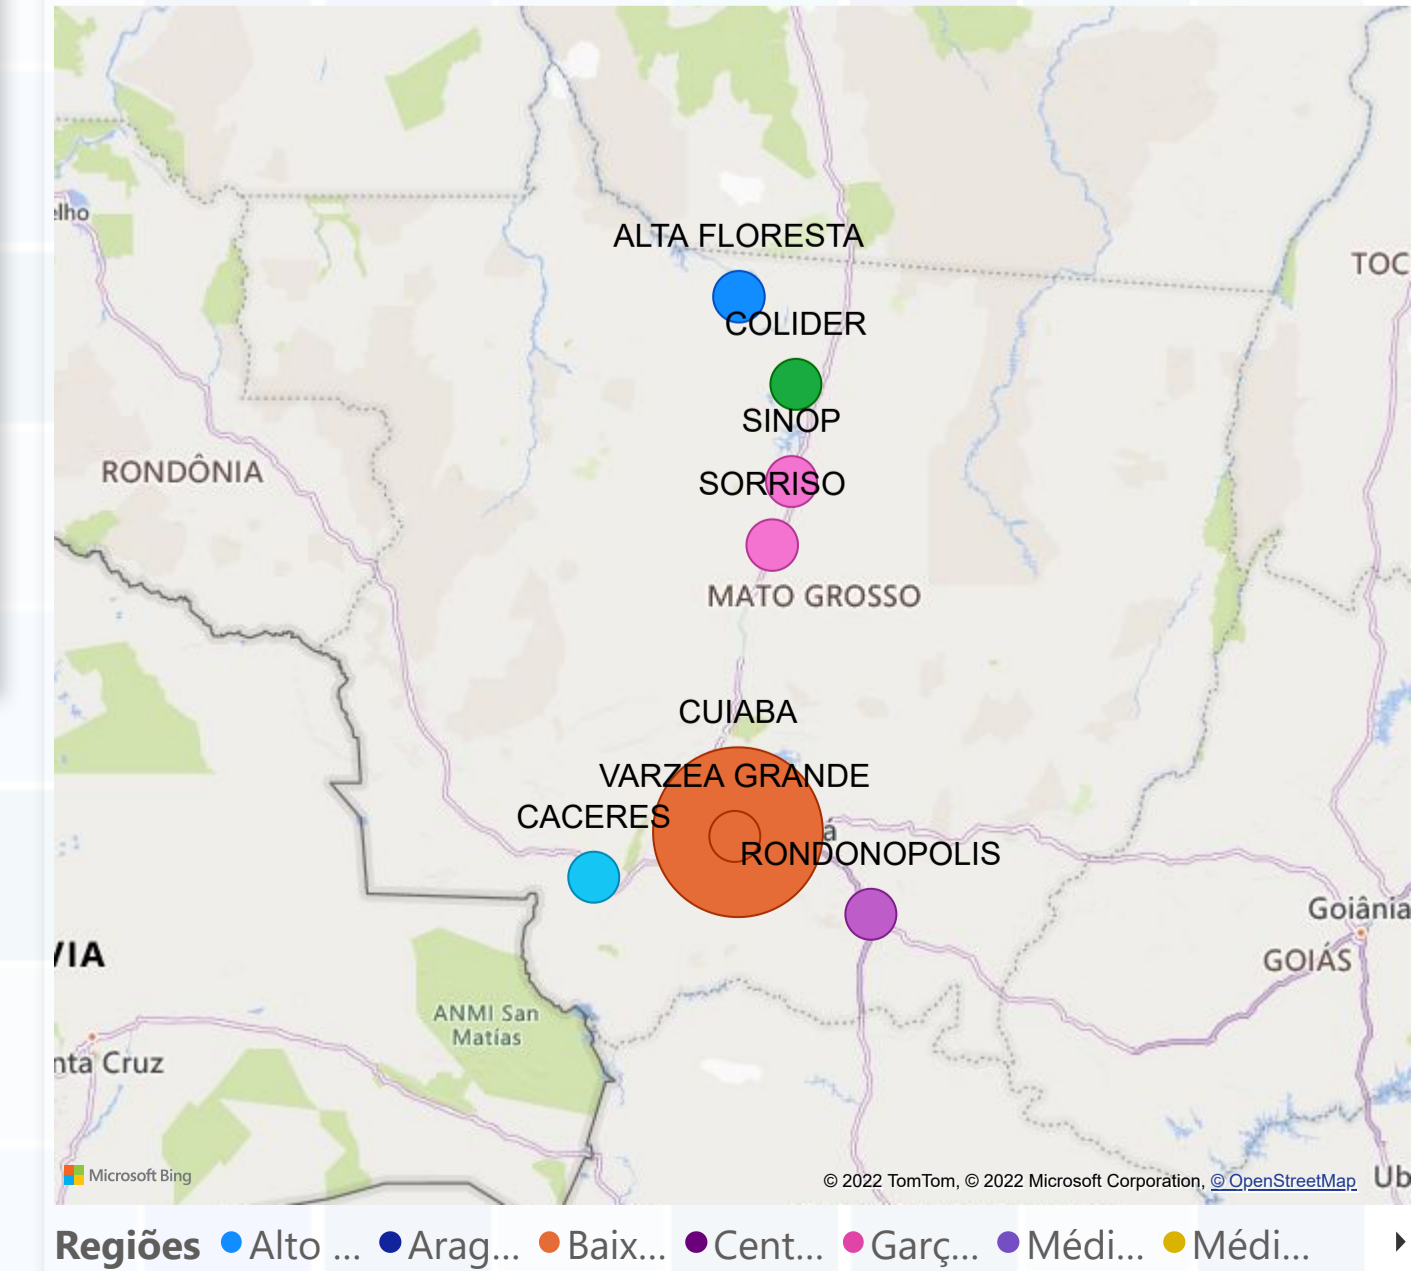 elho
ALTA FLORESTA
TOC
COLIDER
SINOP
RONDÔNIA
SORRISO
MATO GROSSO
CUIABA
VARZEA GRANDE
CACERES
á
RONDONOPOLIS
Goiânia
VIA
GOIÁS
ANMI San
Matías
nta Cruz
Microsoft Bing
© 2022 TomTom, © 2022 Microsoft Corporation, © OpenStreetMap
Ub
Regiões Alto ... Arag... Baix... Cent... Garç... Médi... Médi...